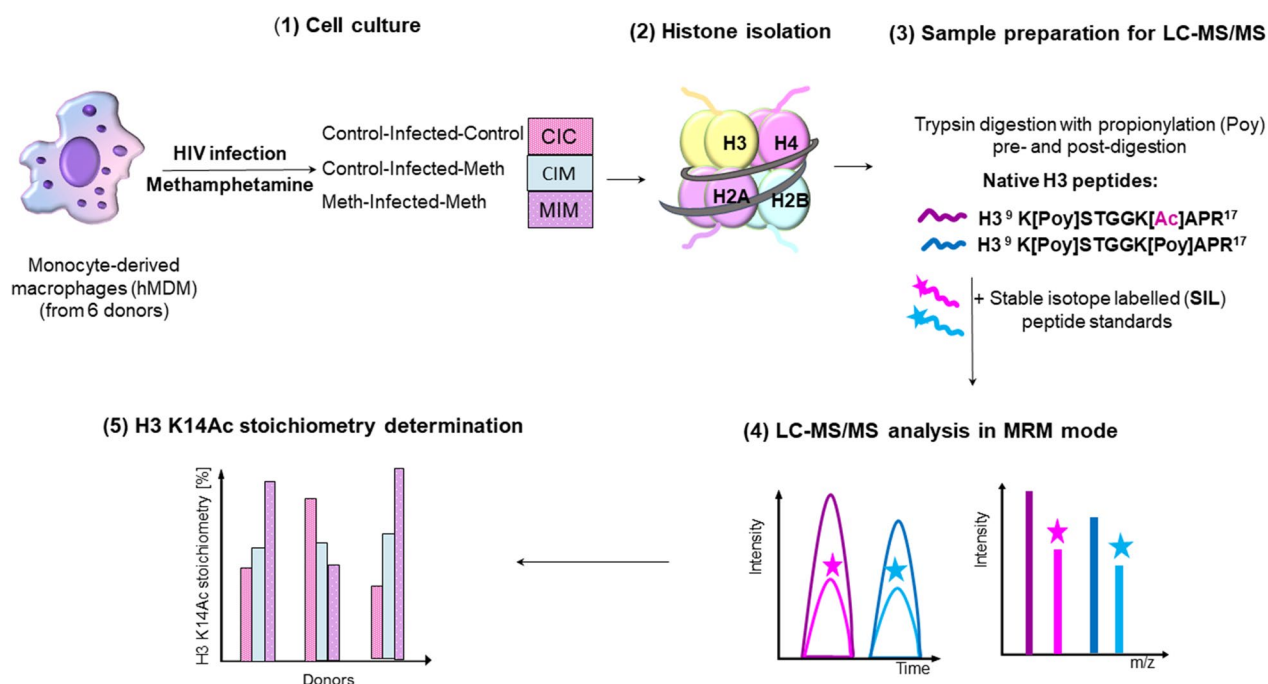 (1) Cell culture
HIV infection
Methamphetamine
Control-Infected-Control
CIC
Control-Infected-Meth
CIM
Meth-Infected-Meth
MIM
Monocyte-derived
macrophages (hMDM)
(from 6 donors)
(2) Histone isolation
H3
H4
H2A
H2B
(3) Sample preparation for LC-MS/MS
Trypsin digestion with propionylation (Poy)
pre- and post-digestion
Native H3 peptides:
H3 ⁹ K[Poy]STGGK[Ac]APR¹⁷
H3 ⁹ K[Poy]STGGK[Poy]APR¹⁷
+ Stable isotope labelled (SIL)
peptide standards
(4) LC-MS/MS analysis in MRM mode
Intensity
Time
Intensity
m/z
(5) H3 K14Ac stoichiometry determination
H3 K14Ac stoichiometry [%]
Donors